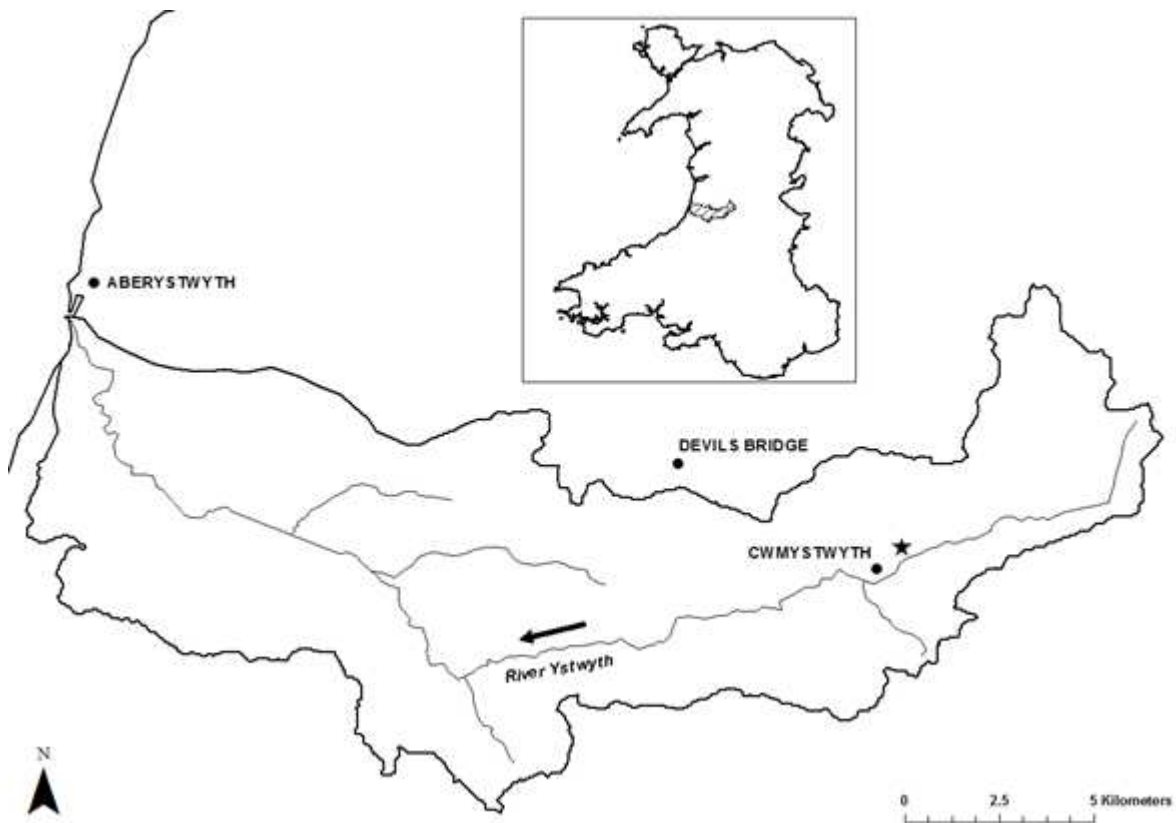 ABERYSTWYTH
DEVILS BRIDGE
CWMYSTWYTH
River Ystwyth
N
0 2.5 5 Kilometers